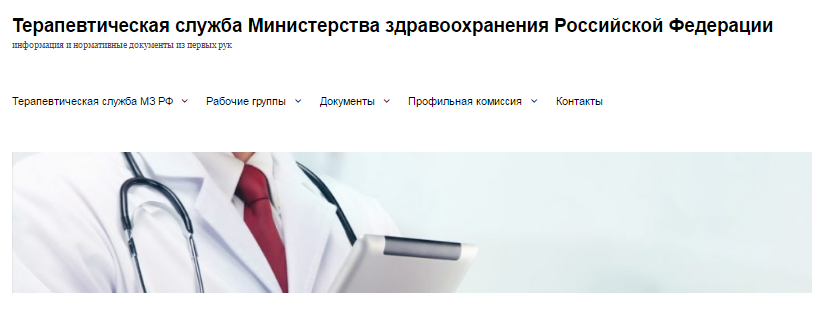 Терапевтическая служба Министерства здравоохранения Российской Федерации
информация и нормативные документы из первых рук
Терапевтическая служба МЗ РФ Рабочие группы Документы Профильная комиссия Контакты